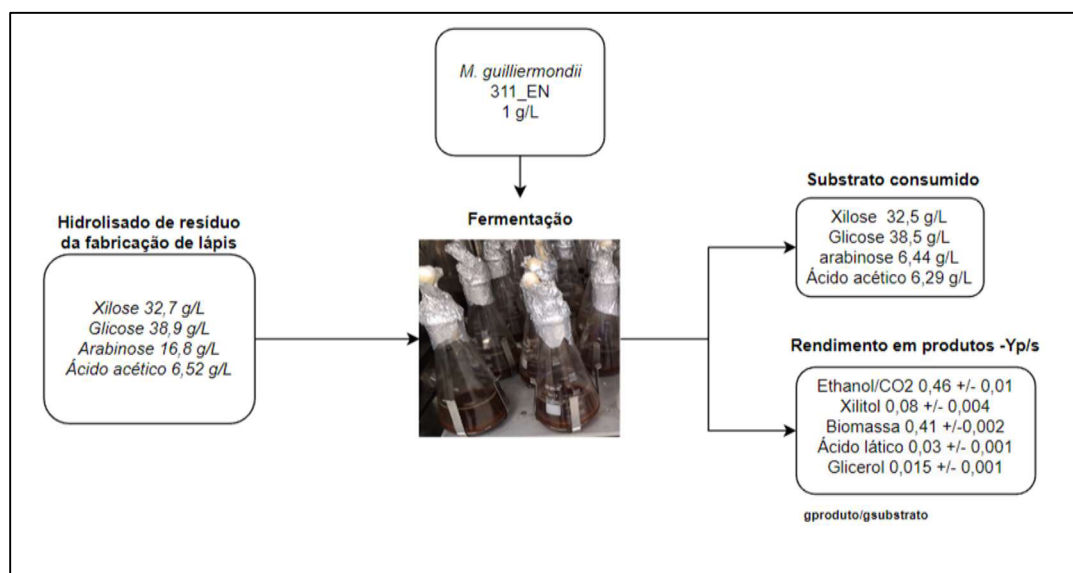 M. guilliermondii
311_EN
1 g/L
Hidrolisado de resíduo
da fabricação de lápis
Xilose 32,7 g/L
Glicose 38,9 g/L
Arabinose 16,8 g/L
Ácido acético 6,52 g/L
Fermentação
Substrato consumido
Xilose 32,5 g/L
Glicose 38,5 g/L
arabinose 6,44 g/L
Ácido acético 6,29 g/L
Rendimento em produtos -Yp/s
Ethanol/CO2 0,46 +/- 0,01
Xilitol 0,08 +/- 0,004
Biomassa 0,41 +/-0,002
Ácido lático 0,03 +/- 0,001
Glicerol 0,015 +/- 0,001
gproduto/gsubstrato